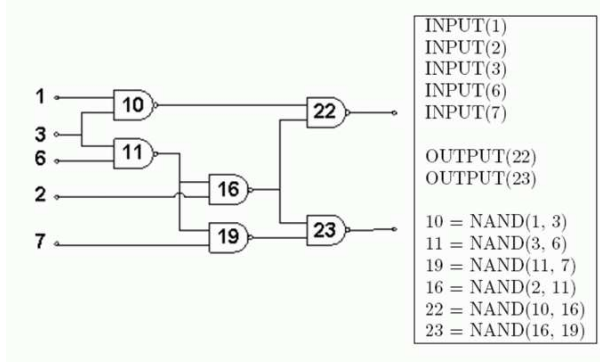 1
3
6
2
7
10
11
16
19
22
23
INPUT(1)
INPUT(2)
INPUT(3)
INPUT(6)
INPUT(7)
OUTPUT(22)
OUTPUT(23)
10 = NAND(1, 3)
11 = NAND(3, 6)
19 = NAND(11, 7)
16 = NAND(2, 11)
22 = NAND(10, 16)
23 = NAND(16, 19)